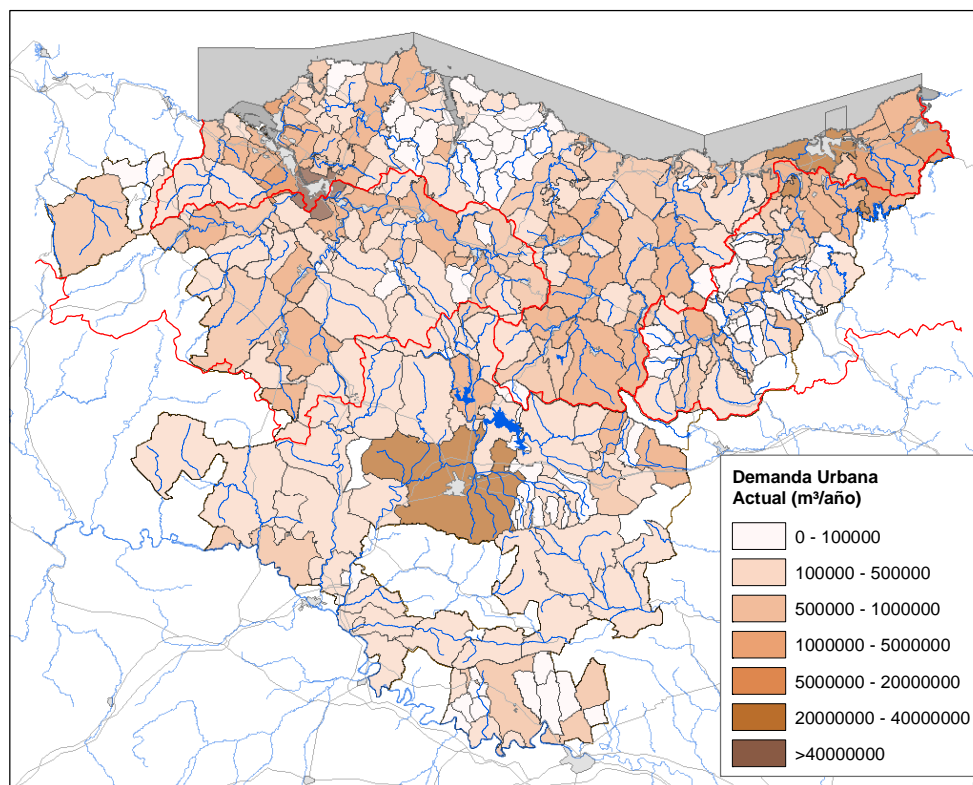 Demanda Urbana
Actual (m³/año)
0 - 100000
100000 - 500000
500000 - 1000000
1000000 - 5000000
5000000 - 20000000
20000000 - 40000000
>40000000